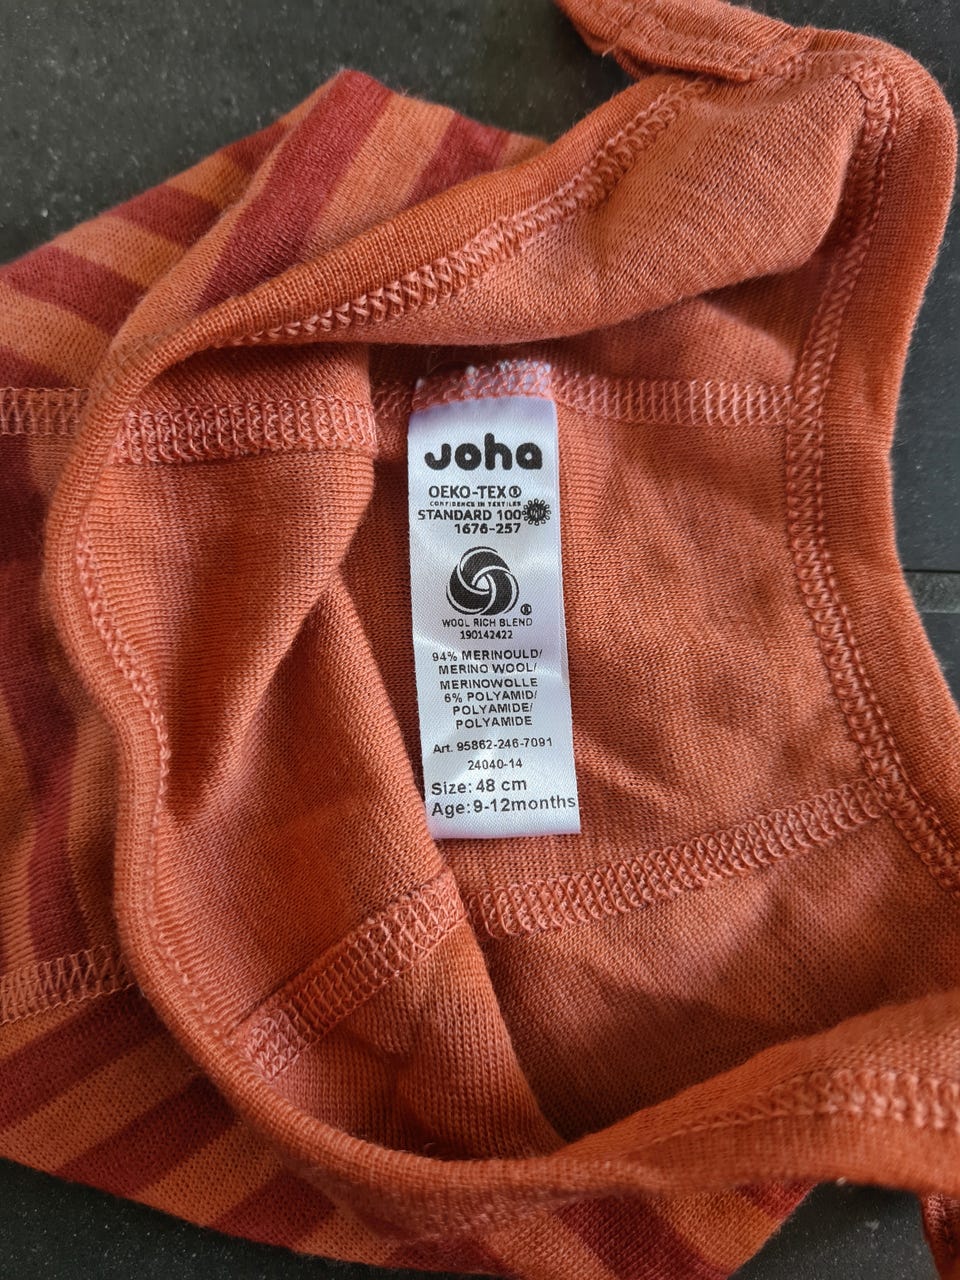 Joha
OEKO-TEX®
CONFIDENCE IN TEXTILES
STANDARD 100
1676-257
®
WOOL RICH BLEND
190142422
94% MERINOULD/
MERINO WOOL/
MERINOWOLLE
6% POLYAMID/
POLYAMIDE/
POLYAMIDE
Art. 95862-246-7091
24040-14
Size: 48 cm
Age: 9-12months